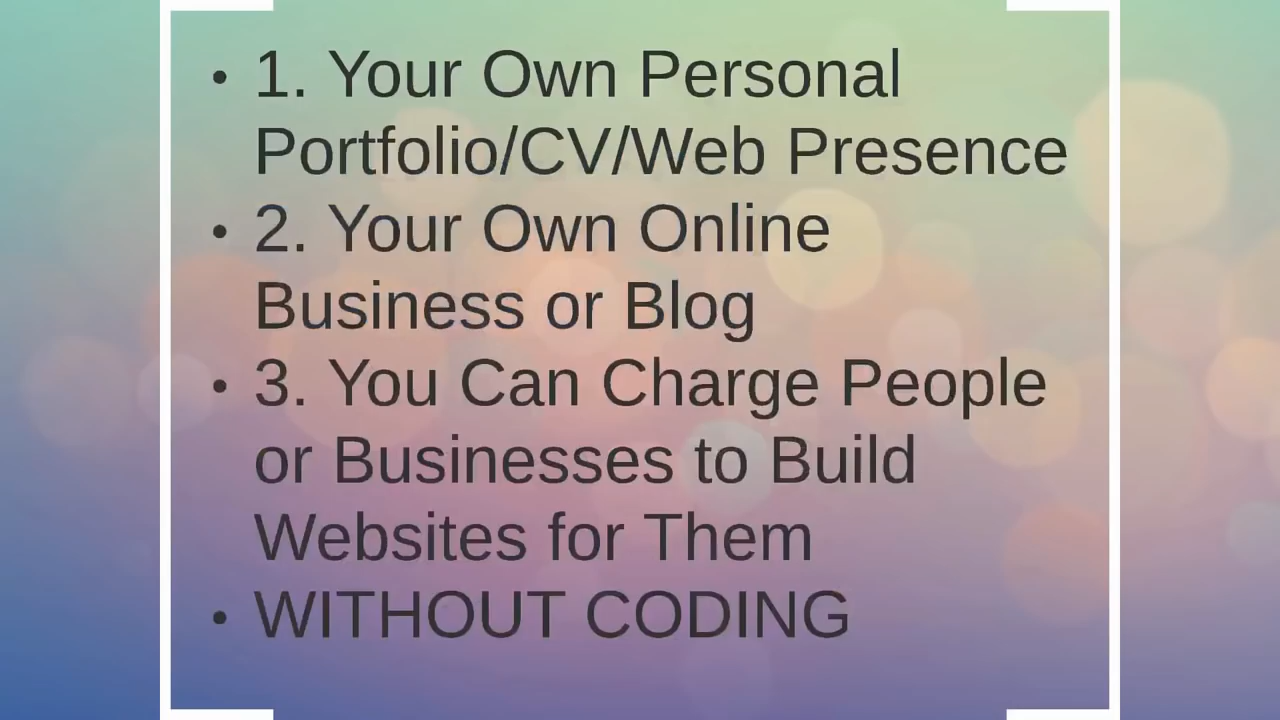 • 1. Your Own Personal
Portfolio/CV/Web Presence
• 2. Your Own Online
Business or Blog
• 3. You Can Charge People
or Businesses to Build
Websites for Them
• WITHOUT CODING